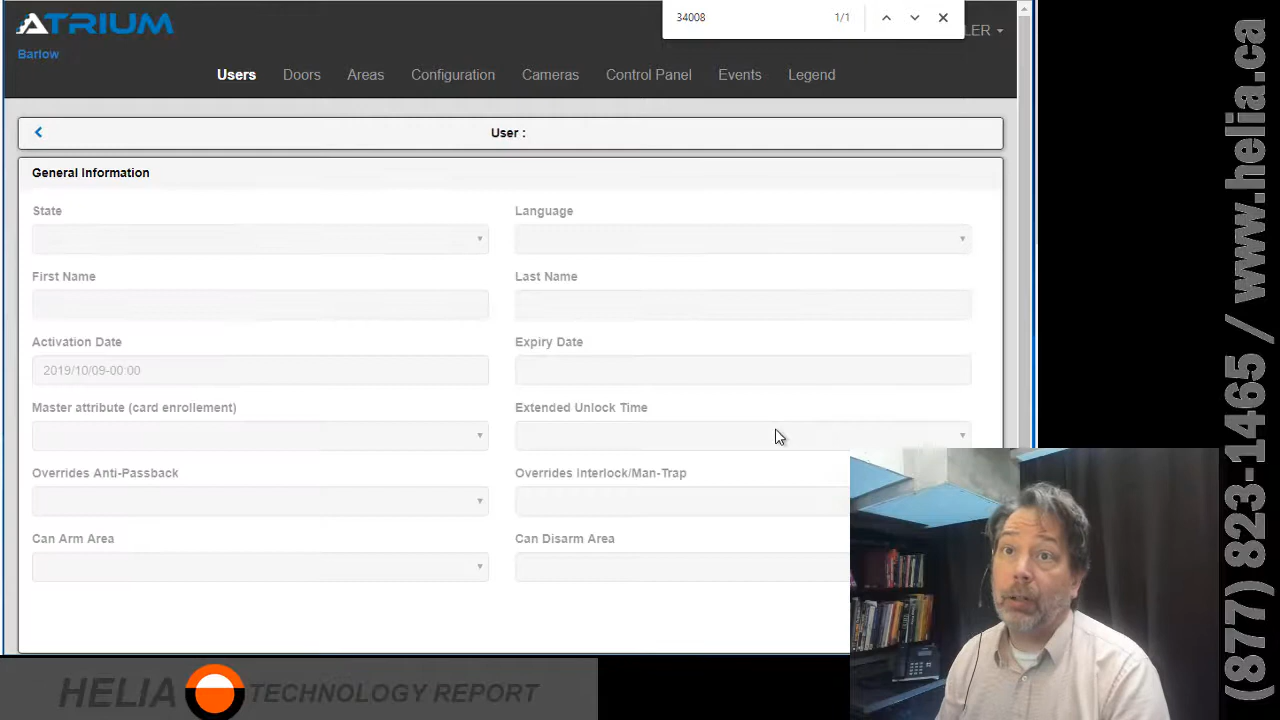 34008 1/1
ATRIUM
LER
Barlow
Users Doors Areas Configuration Cameras Control Panel Events Legend
User :
General Information
State Language
First Name Last Name
Activation Date Expiry Date
2019/10/09-00:00
Master attribute (card enrollement) Extended Unlock Time
Overrides Anti-Passback Overrides Interlock/Man-Trap
Can Arm Area Can Disarm Area
HELIA TECHNOLOGY REPORT
(877) 823-1465 / www.helia.ca